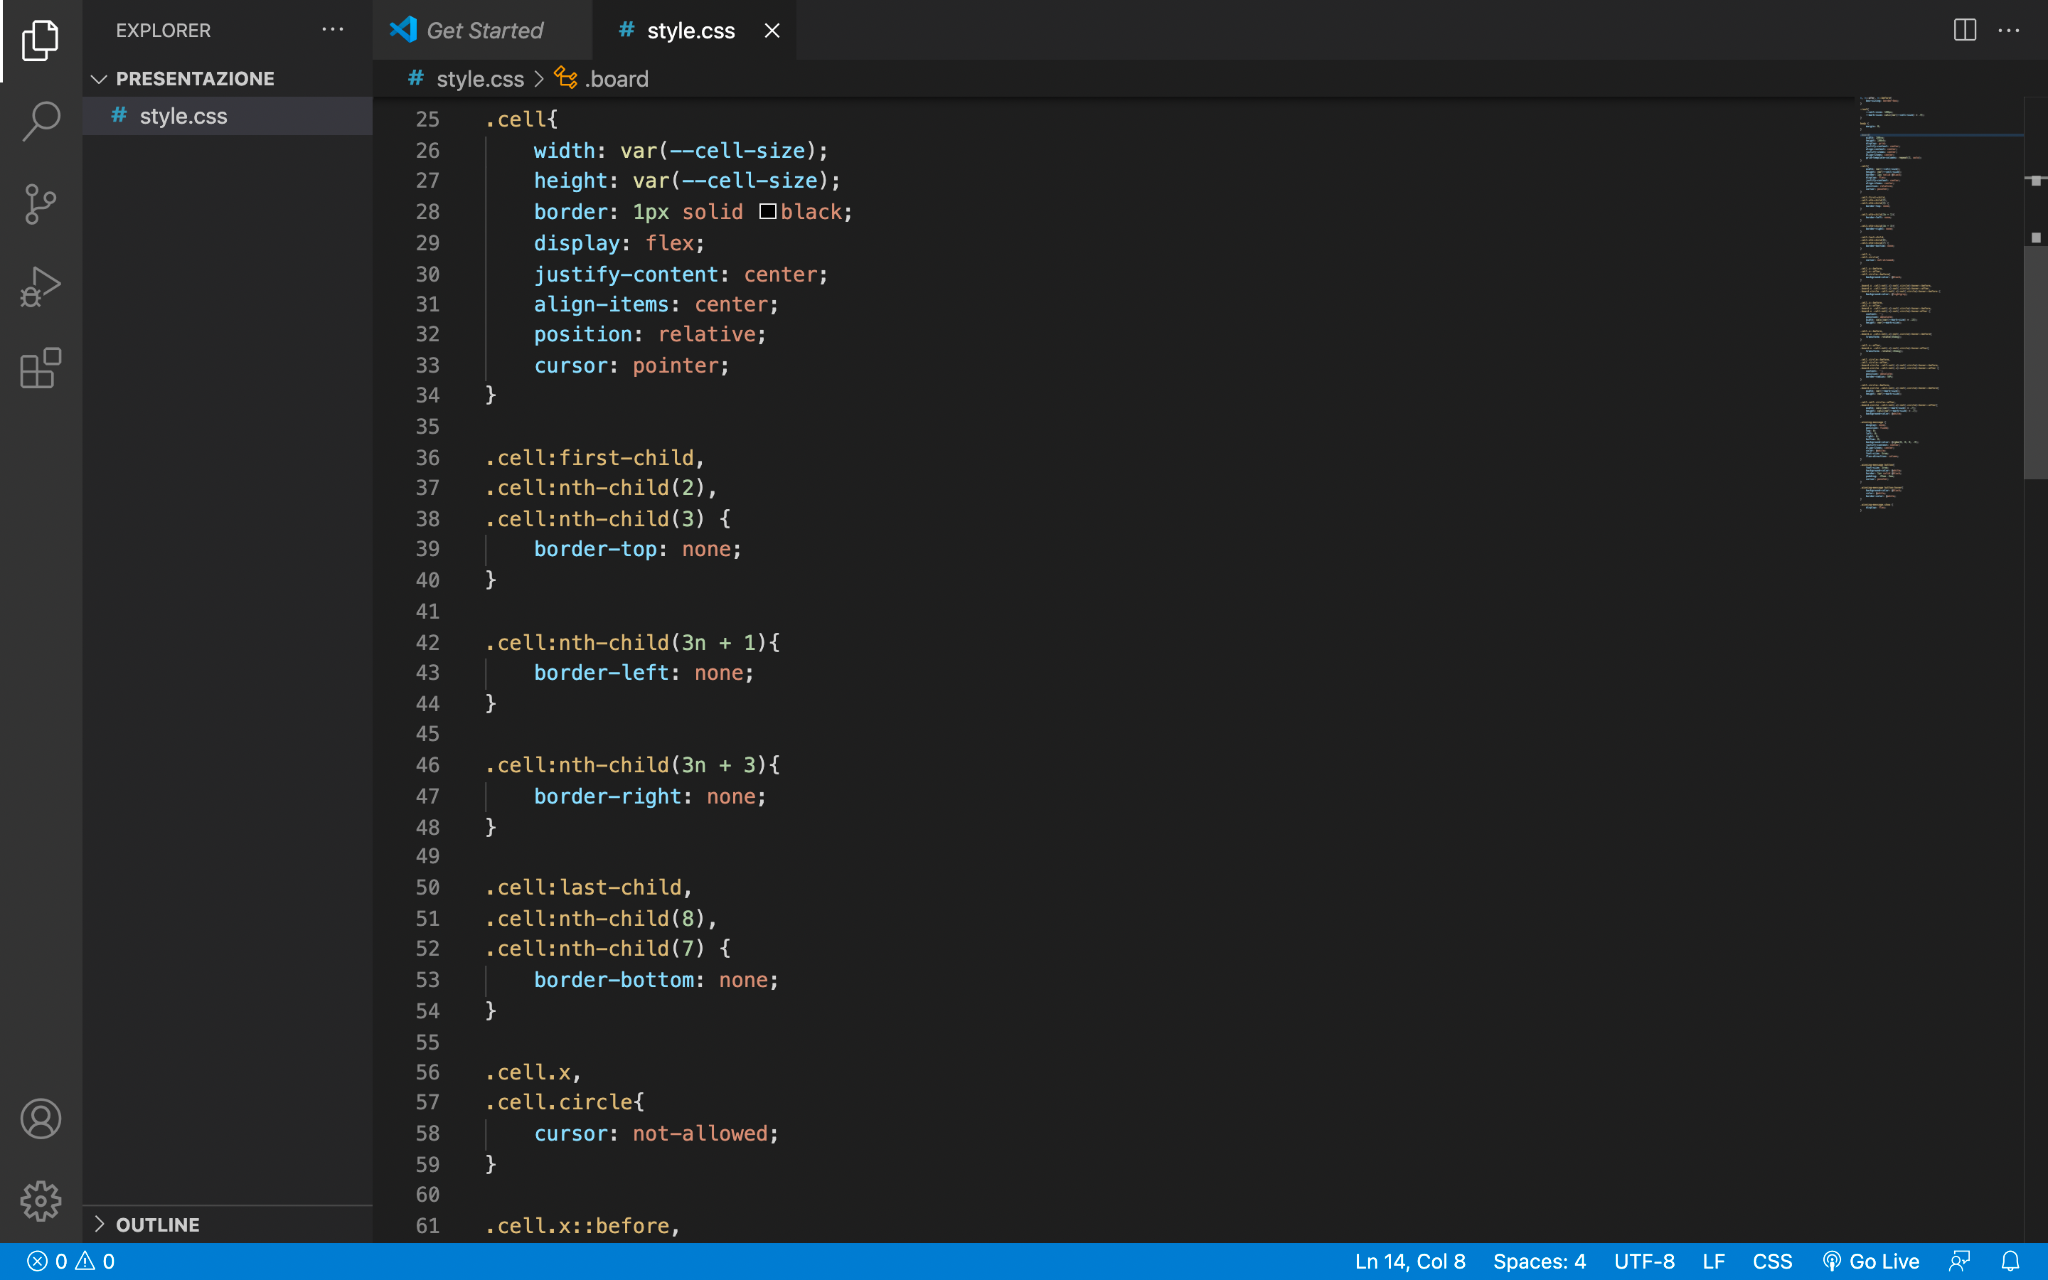 EXPLORER
PRESENTAZIONE
# style.css
OUTLINE
Get Started
# style.css
# style.css > .board
25 .cell{
26     width: var(--cell-size);
27     height: var(--cell-size);
28     border: 1px solid black;
29     display: flex;
30     justify-content: center;
31     align-items: center;
32     position: relative;
33     cursor: pointer;
34 }
35
36 .cell:first-child,
37 .cell:nth-child(2),
38 .cell:nth-child(3) {
39     border-top: none;
40 }
41
42 .cell:nth-child(3n + 1){
43     border-left: none;
44 }
45
46 .cell:nth-child(3n + 3){
47     border-right: none;
48 }
49
50 .cell:last-child,
51 .cell:nth-child(8),
52 .cell:nth-child(7) {
53     border-bottom: none;
54 }
55
56 .cell.x,
57 .cell.circle{
58     cursor: not-allowed;
59 }
60
61 .cell.x::before,
0 0 Ln 14, Col 8 Spaces: 4 UTF-8 LF CSS Go Live